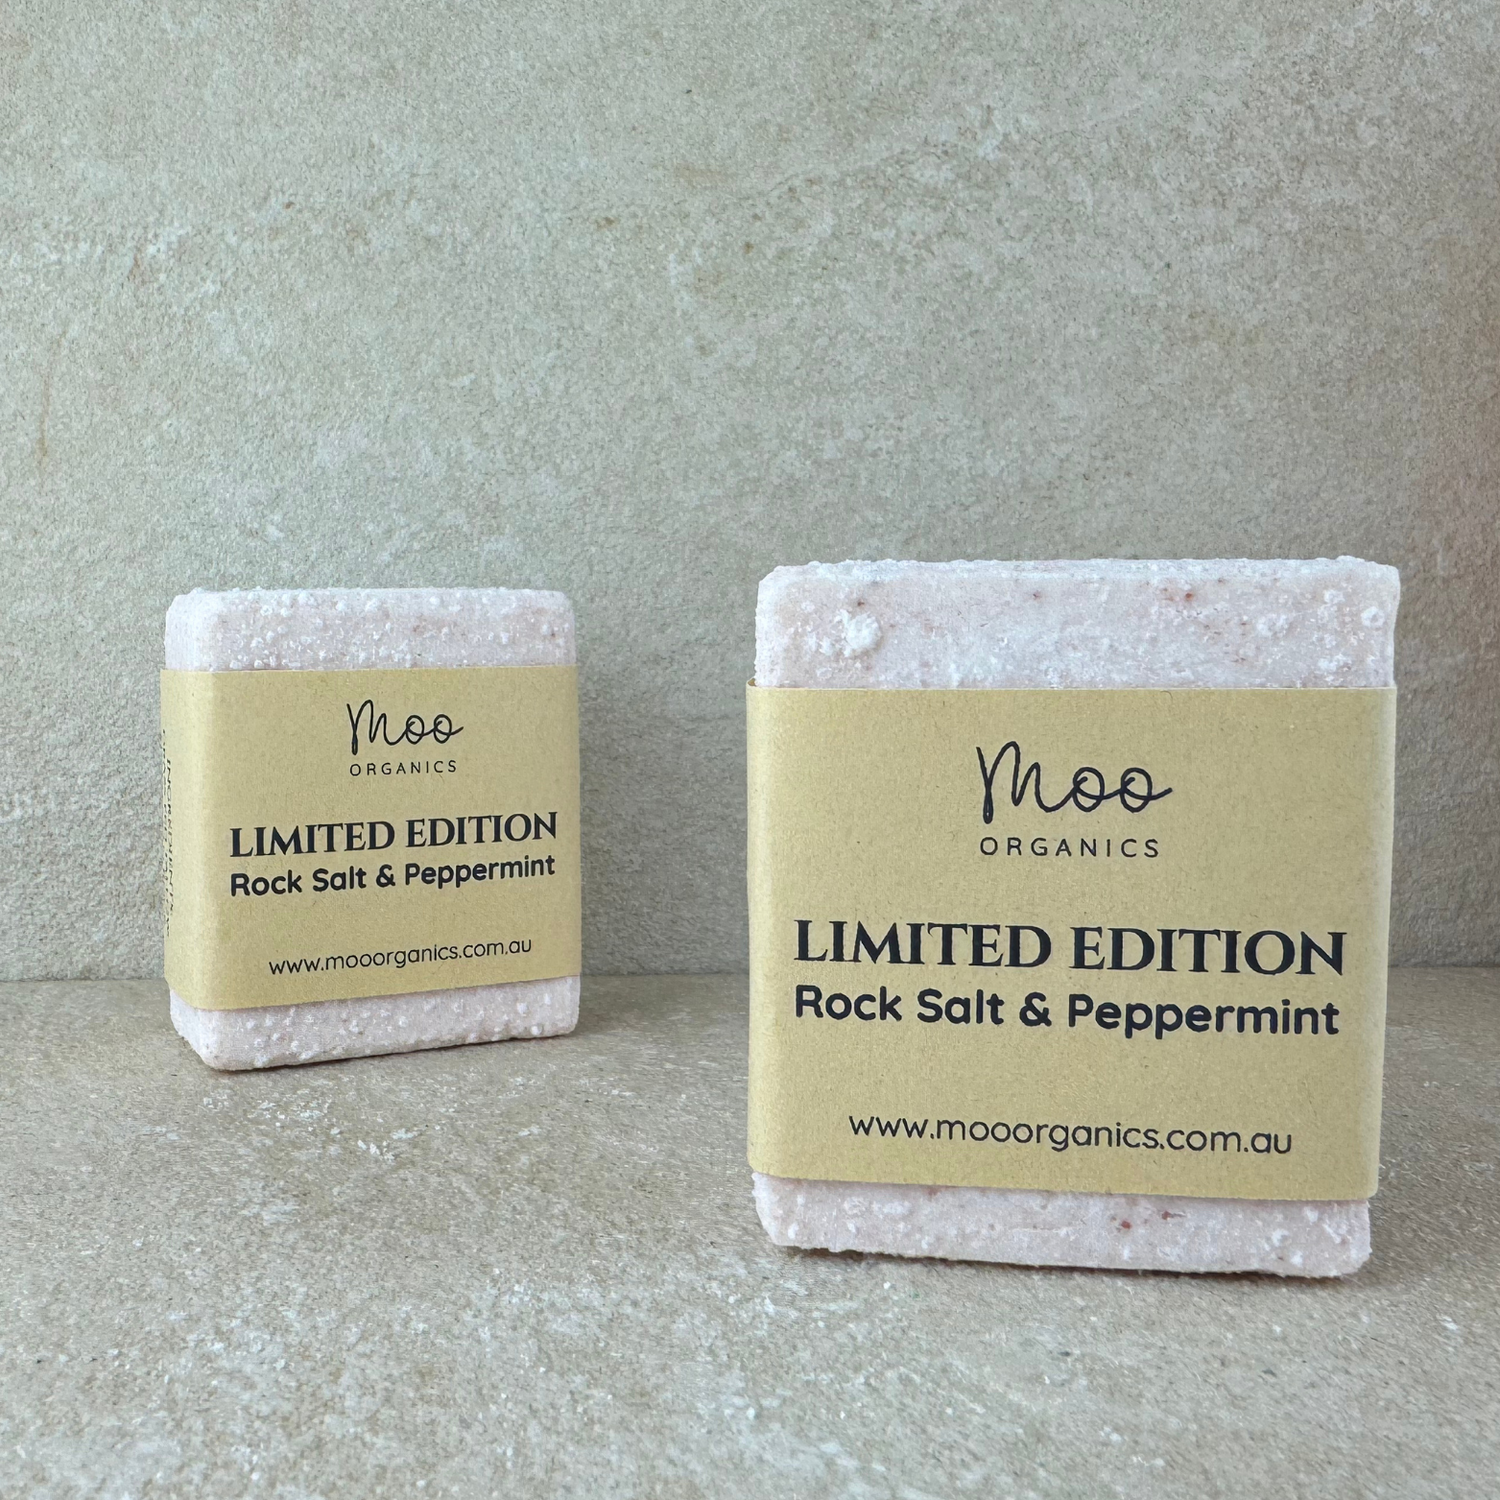 Moo
ORGANICS
LIMITED EDITION
Rock Salt & Peppermint
www.mooorganics.com.au
Moo
ORGANICS
LIMITED EDITION
Rock Salt & Peppermint
www.mooorganics.com.au